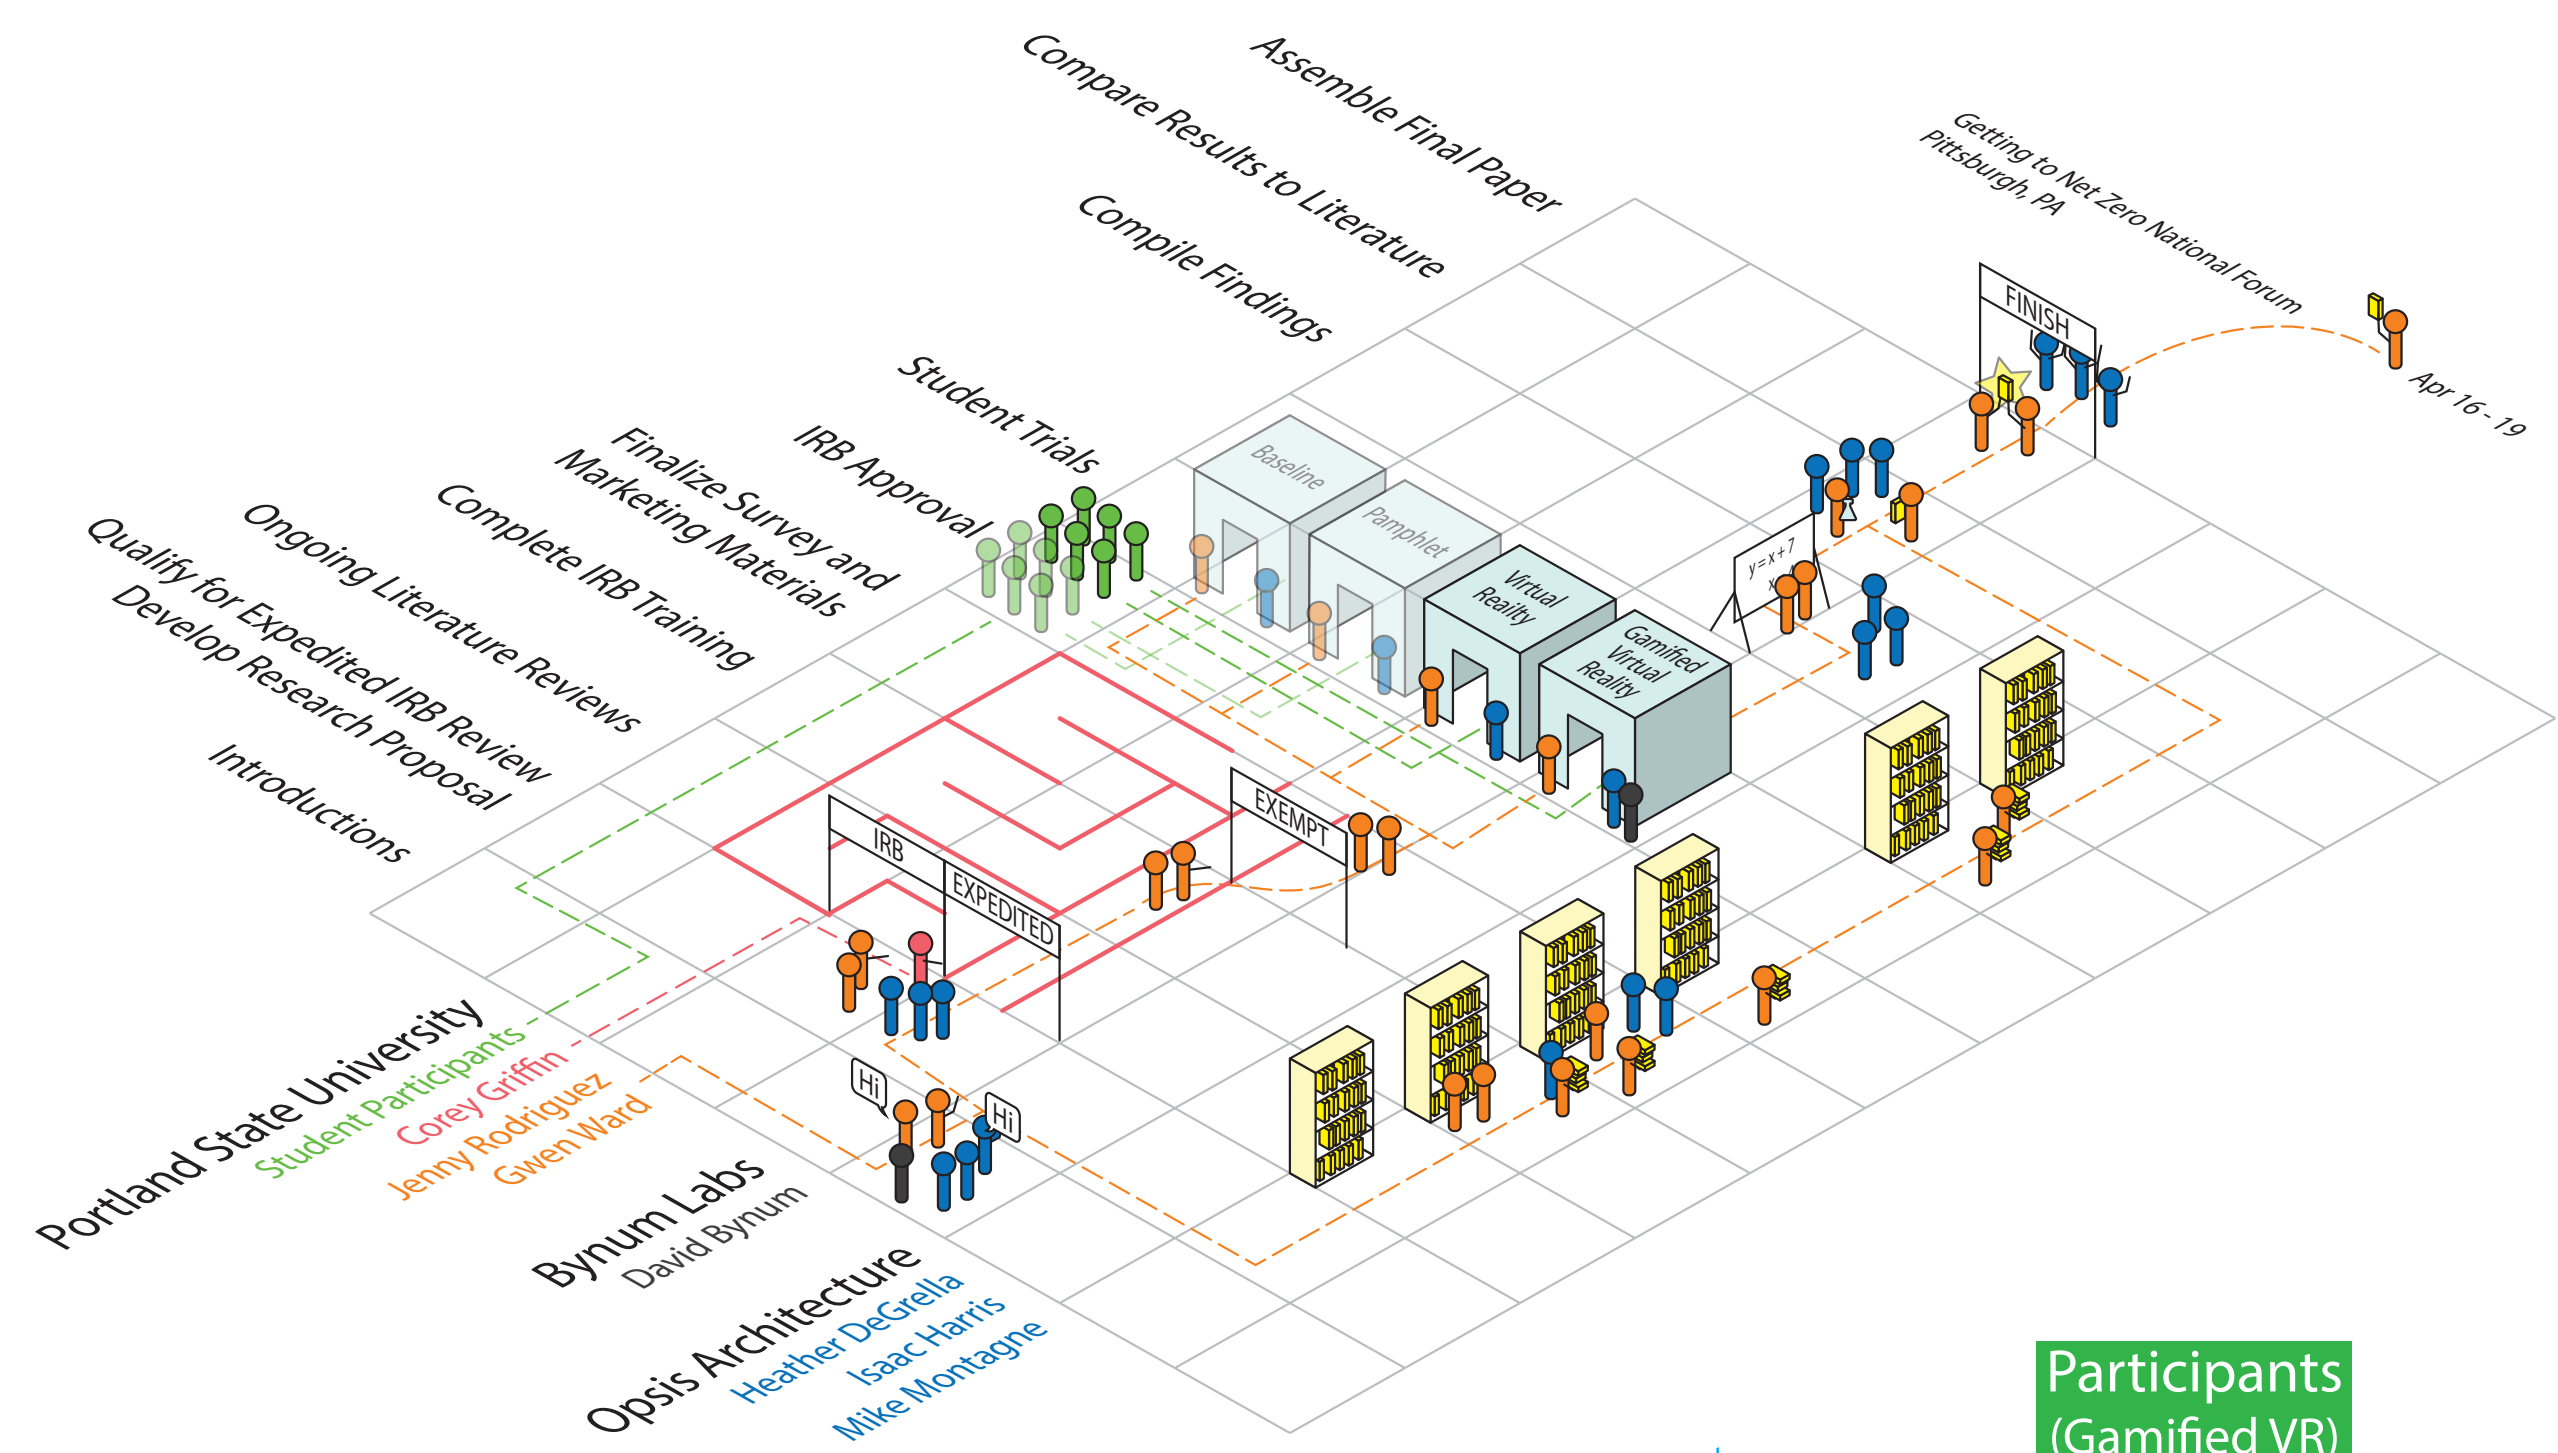 Assemble Final Paper
Compare Results to Literature
Compile Findings
Student Trials
IRB Approval
Finalize Survey and
Marketing Materials
Complete IRB Training
Ongoing Literature Reviews
Qualify for Expedited IRB Review
Develop Research Proposal
Introductions
Getting to Net Zero National Forum
Pittsburgh, PA
Apr 16 - 19
FINISH
Baseline
Pamphlet
Virtual
Reailty
Gamified
Virtual
Reality
y=x+7
IRB
EXPEDITED
EXEMPT
Hi
Hi
Portland State University
Student Participants
Corey Griffin
Jenny Rodriguez
Gwen Ward
Bynum Labs
David Bynum
Opsis Architecture
Heather DeGrella
Isaac Harris
Mike Montagne
Participants
(Gamified VR)